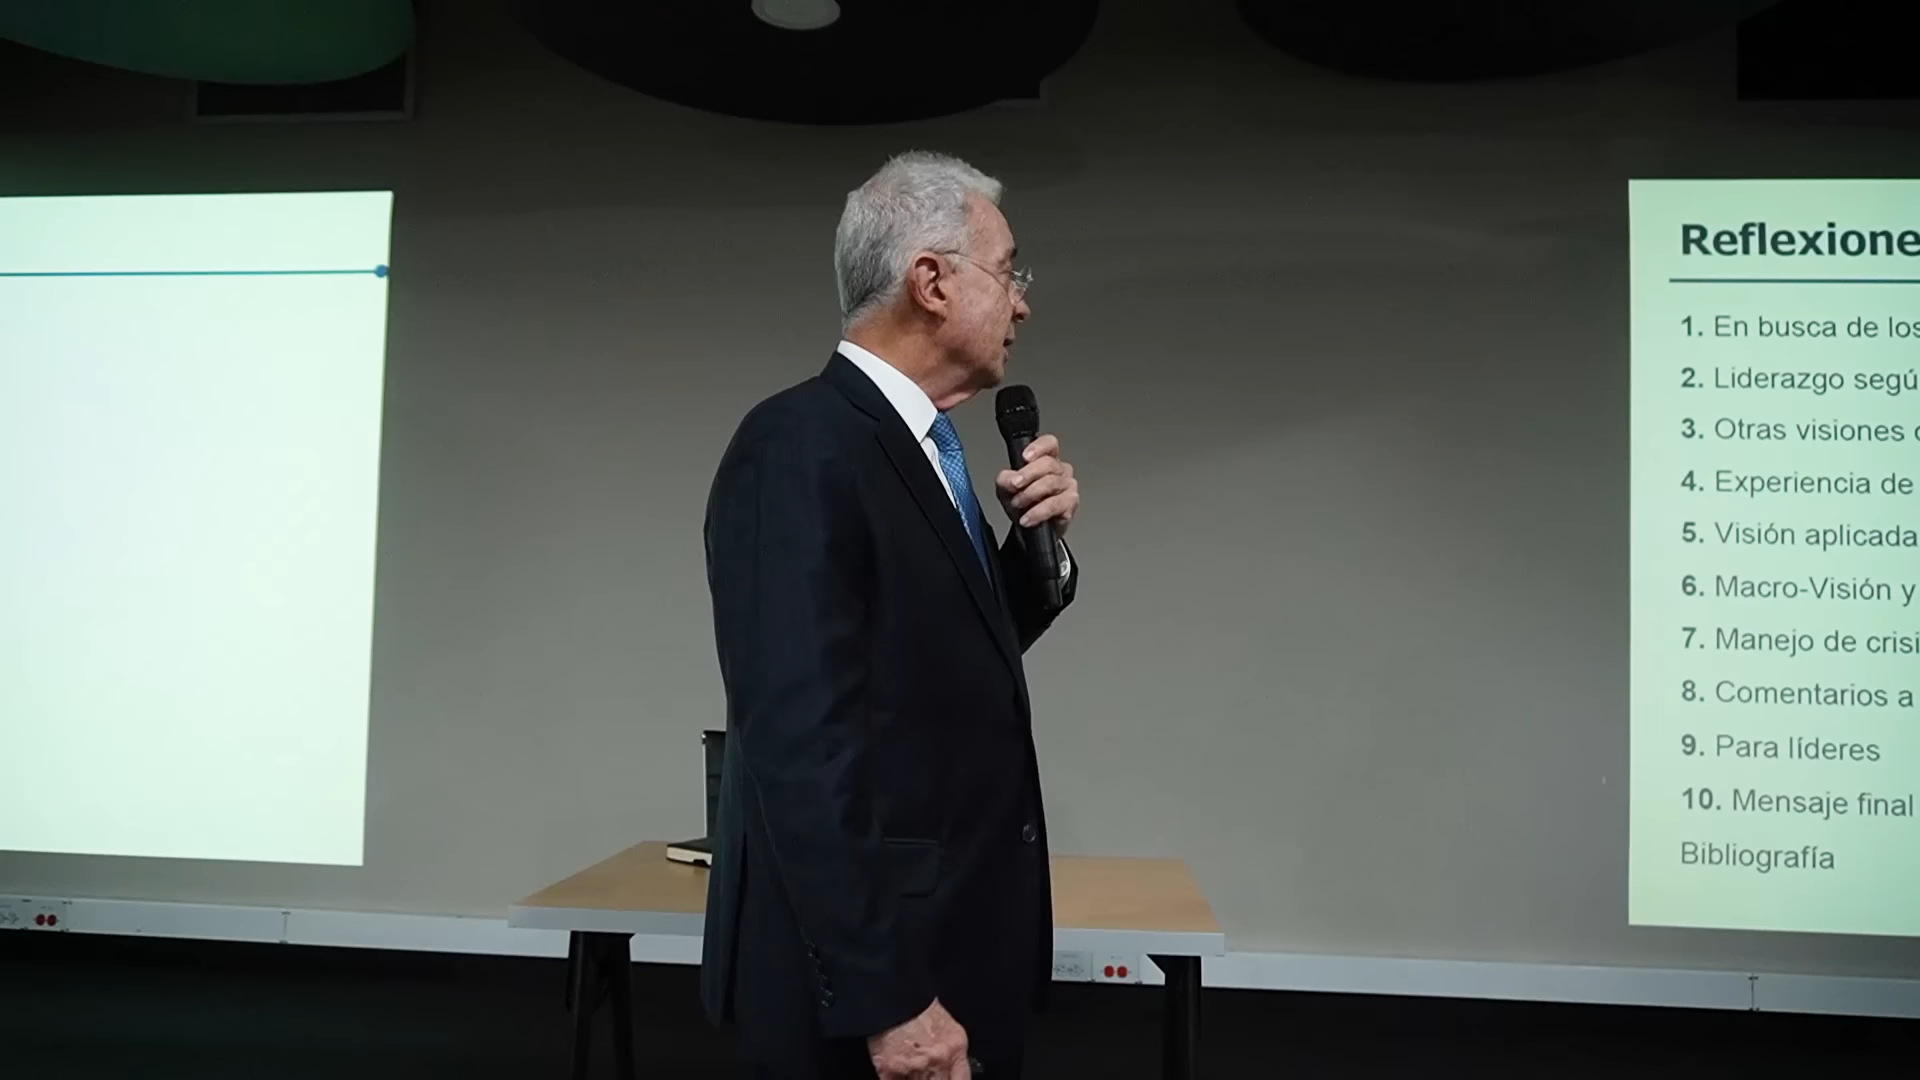 Reflexione
1. En busca de los
2. Liderazgo segú
3. Otras visiones
4. Experiencia de
5. Visión aplicada
6. Macro-Visión y
7. Manejo de crisi
8. Comentarios a
9. Para líderes
10. Mensaje final
Bibliografía